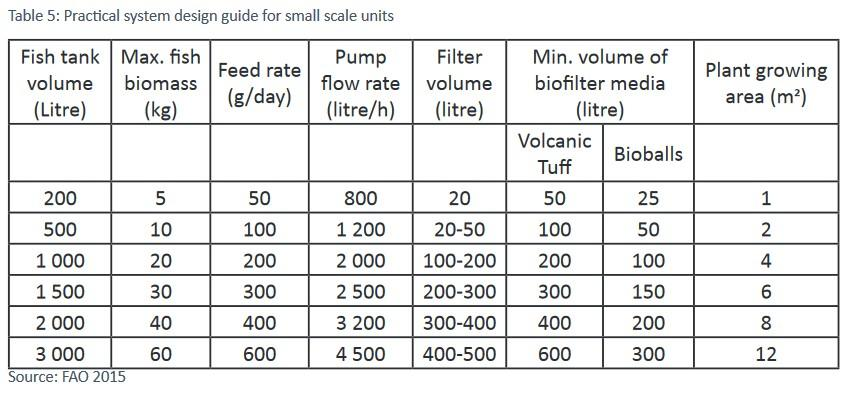 Table 5: Practical system design guide for small scale units
Fish tank volume (Litre) Max. fish biomass (kg) Feed rate (g/day) Pump flow rate (litre/h) Filter volume (litre) Min. volume of biofilter media (litre) Plant growing area (m²)
Volcanic Tuff Bioballs
200 5 50 800 20 50 25 1
500 10 100 1 200 20-50 100 50 2
1 000 20 200 2 000 100-200 200 100 4
1 500 30 300 2 500 200-300 300 150 6
2 000 40 400 3 200 300-400 400 200 8
3 000 60 600 4 500 400-500 600 300 12
Source: FAO 2015